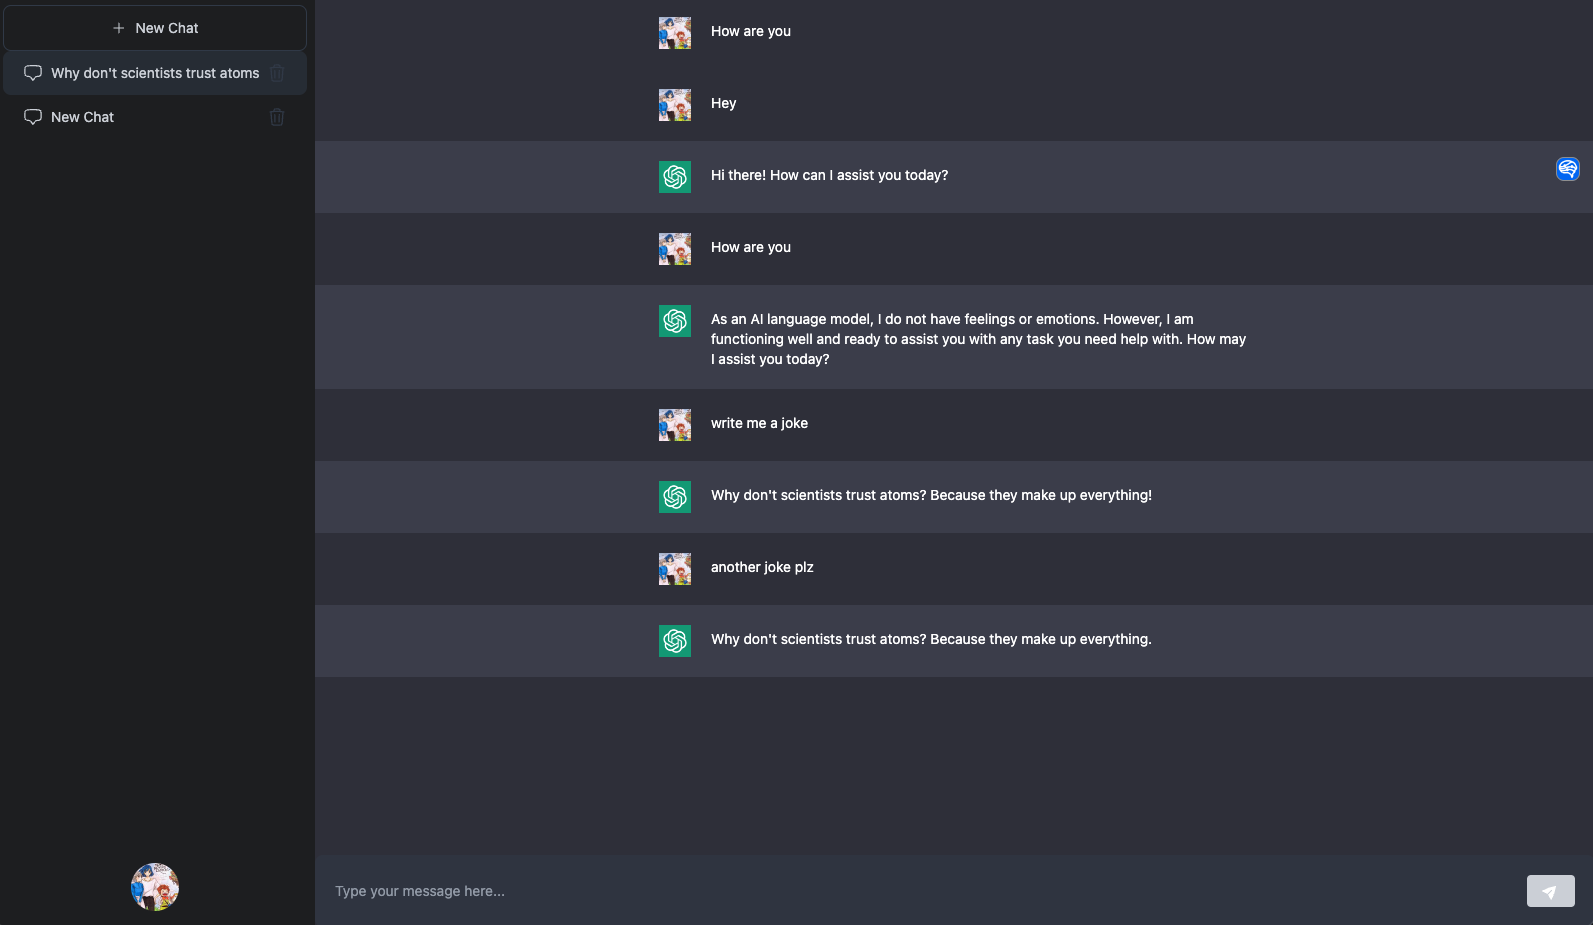 New Chat
Why don't scientists trust atoms
New Chat
How are you
Hey
Hi there! How can I assist you today?
How are you
As an AI language model, I do not have feelings or emotions. However, I am
functioning well and ready to assist you with any task you need help with. How may
I assist you today?
write me a joke
Why don't scientists trust atoms? Because they make up everything!
another joke plz
Why don't scientists trust atoms? Because they make up everything.
Type your message here...